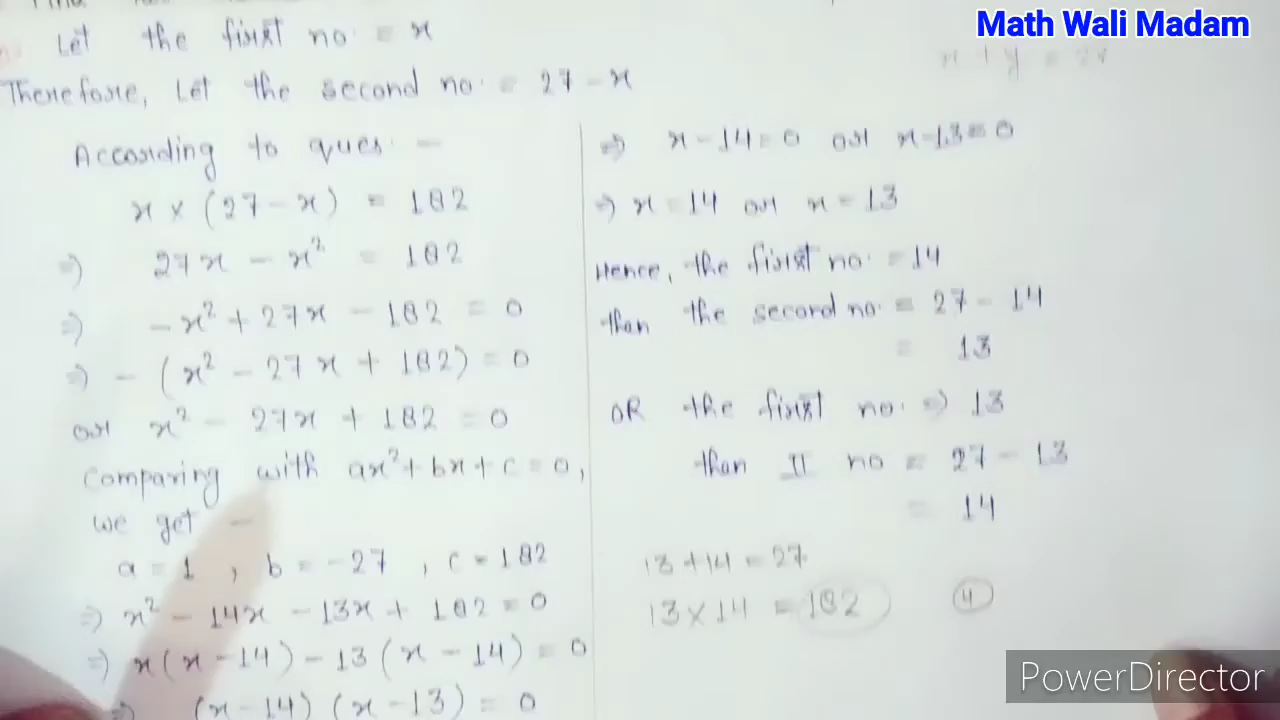 Math Wali Madam
Let the first no. = x
x + y = 27
Therefore, Let the second no. = 27 - x
According to ques. -
x × (27 - x) = 182
⇒ 27x - x² = 182
⇒ -x² + 27x - 182 = 0
⇒ - (x² - 27x + 182) = 0
or x² - 27x + 182 = 0
Comparing with ax² + bx + c = 0,
we get -
a = 1, b = -27, c = 182
⇒ x² - 14x - 13x + 182 = 0
⇒ x(x - 14) - 13(x - 14) = 0
⇒ (x - 14) (x - 13) = 0
⇒ x - 14 = 0 or x - 13 = 0
⇒ x = 14 or x = 13
Hence, the first no. = 14
than the second no. = 27 - 14
= 13
OR the first no. ⇒ 13
than II no = 27 - 13
= 14
13 + 14 = 27
13 × 14 = 182 4
PowerDirector